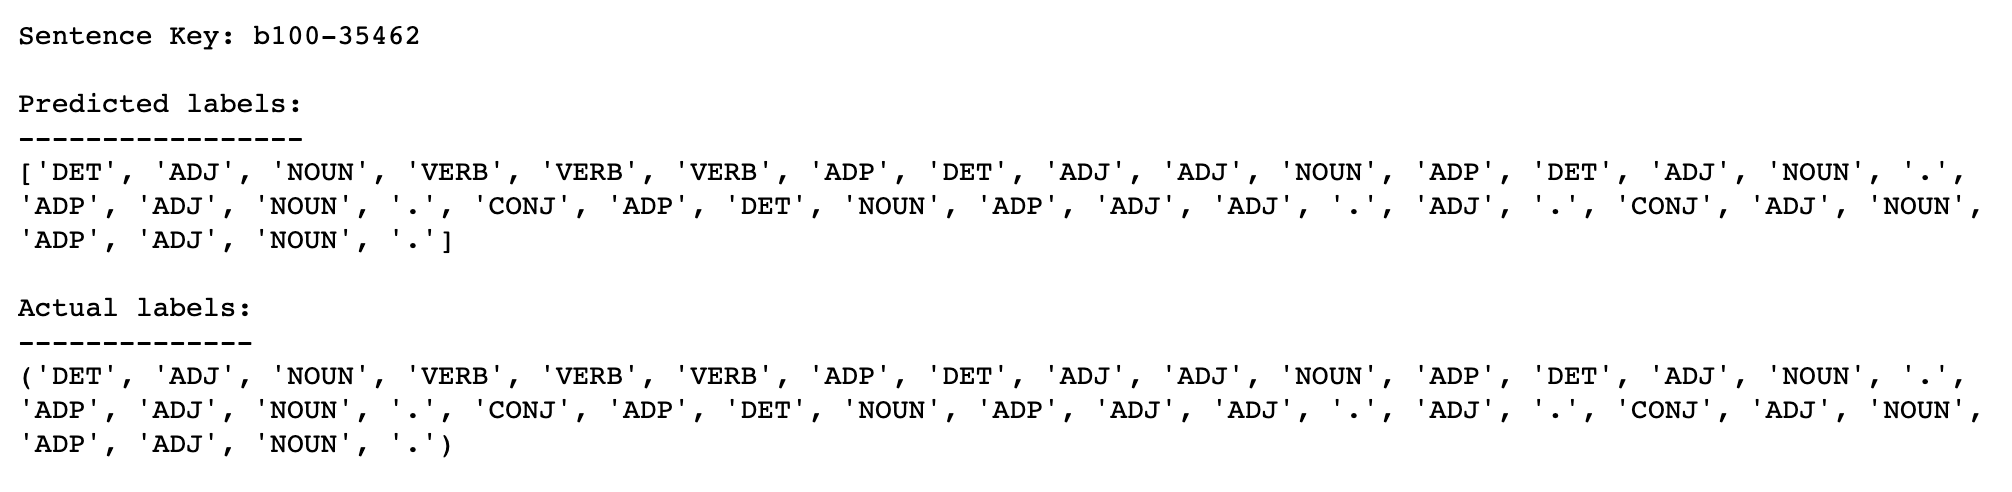 Sentence Key: b100-35462
Predicted labels:
-----------------
['DET', 'ADJ', 'NOUN', 'VERB', 'VERB', 'VERB', 'ADP', 'DET', 'ADJ', 'ADJ', 'NOUN', 'ADP', 'DET', 'ADJ', 'NOUN', '.',
'ADP', 'ADJ', 'NOUN', '.', 'CONJ', 'ADP', 'DET', 'NOUN', 'ADP', 'ADJ', 'ADJ', '.', 'ADJ', '.', 'CONJ', 'ADJ', 'NOUN',
'ADP', 'ADJ', 'NOUN', '.']
Actual labels:
--------------
('DET', 'ADJ', 'NOUN', 'VERB', 'VERB', 'VERB', 'ADP', 'DET', 'ADJ', 'ADJ', 'NOUN', 'ADP', 'DET', 'ADJ', 'NOUN', '.',
'ADP', 'ADJ', 'NOUN', '.', 'CONJ', 'ADP', 'DET', 'NOUN', 'ADP', 'ADJ', 'ADJ', '.', 'ADJ', '.', 'CONJ', 'ADJ', 'NOUN',
'ADP', 'ADJ', 'NOUN', '.')